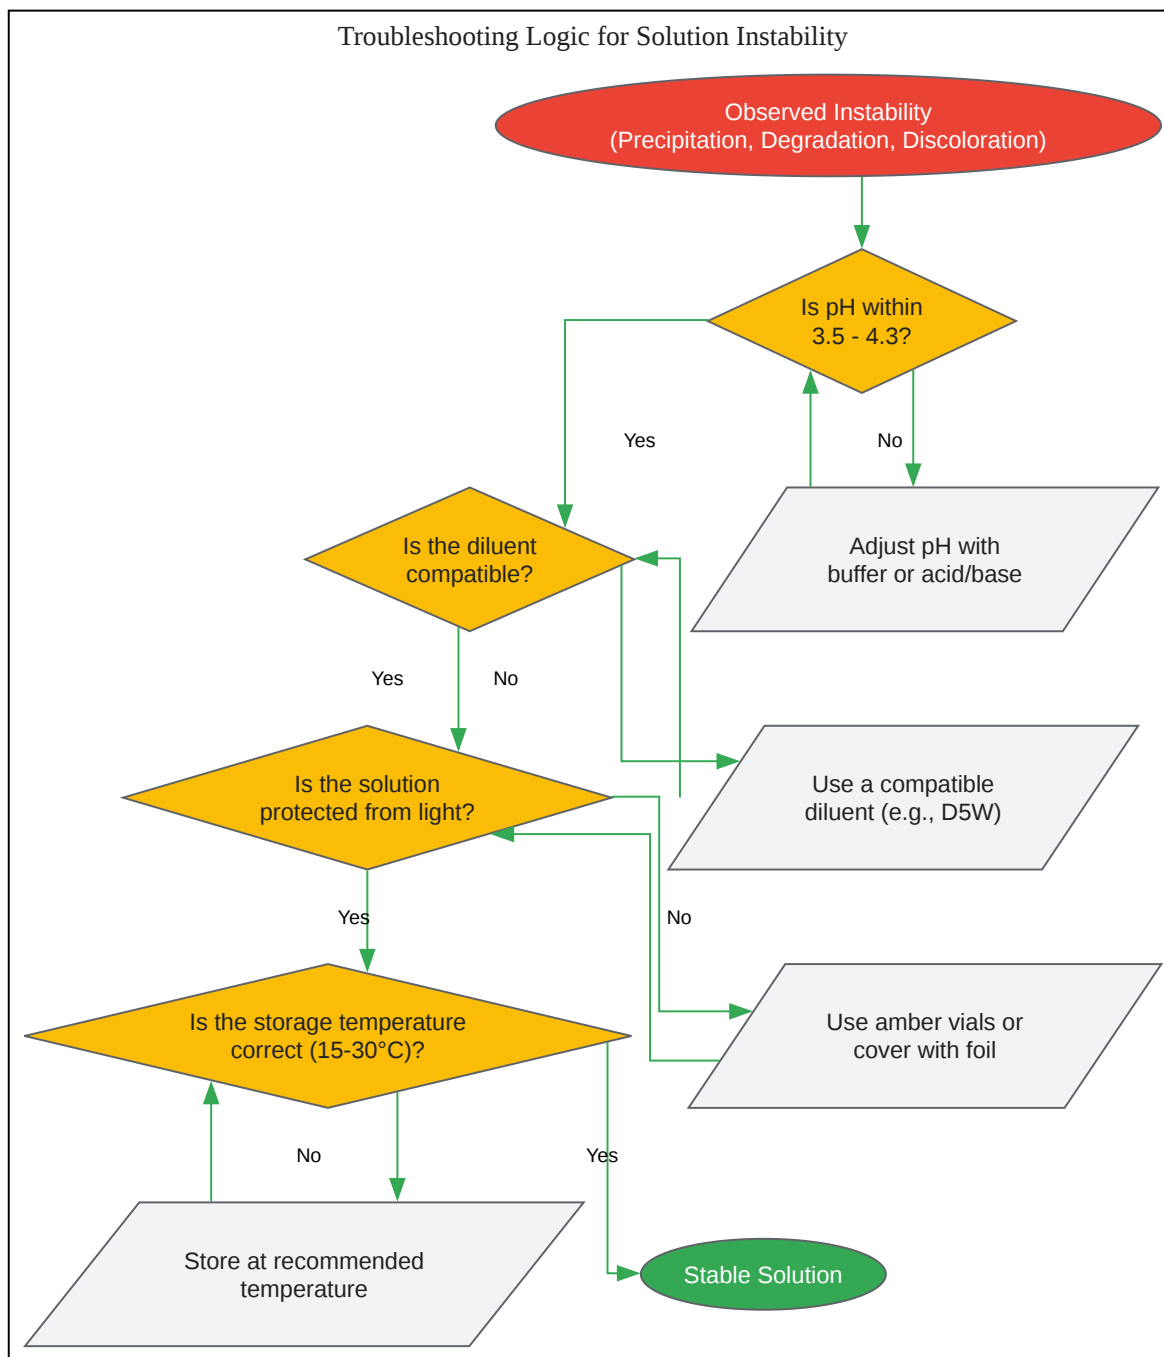 Troubleshooting Logic for Solution Instability
Observed Instability
(Precipitation, Degradation, Discoloration)
Is pH within
3.5 - 4.3?
Yes
No
Is the diluent
compatible?
Adjust pH with
buffer or acid/base
Yes
No
Is the solution
protected from light?
Use a compatible
diluent (e.g., D5W)
Yes
No
Is the storage temperature
correct (15-30°C)?
Use amber vials or
cover with foil
No
Yes
Store at recommended
temperature
Stable Solution